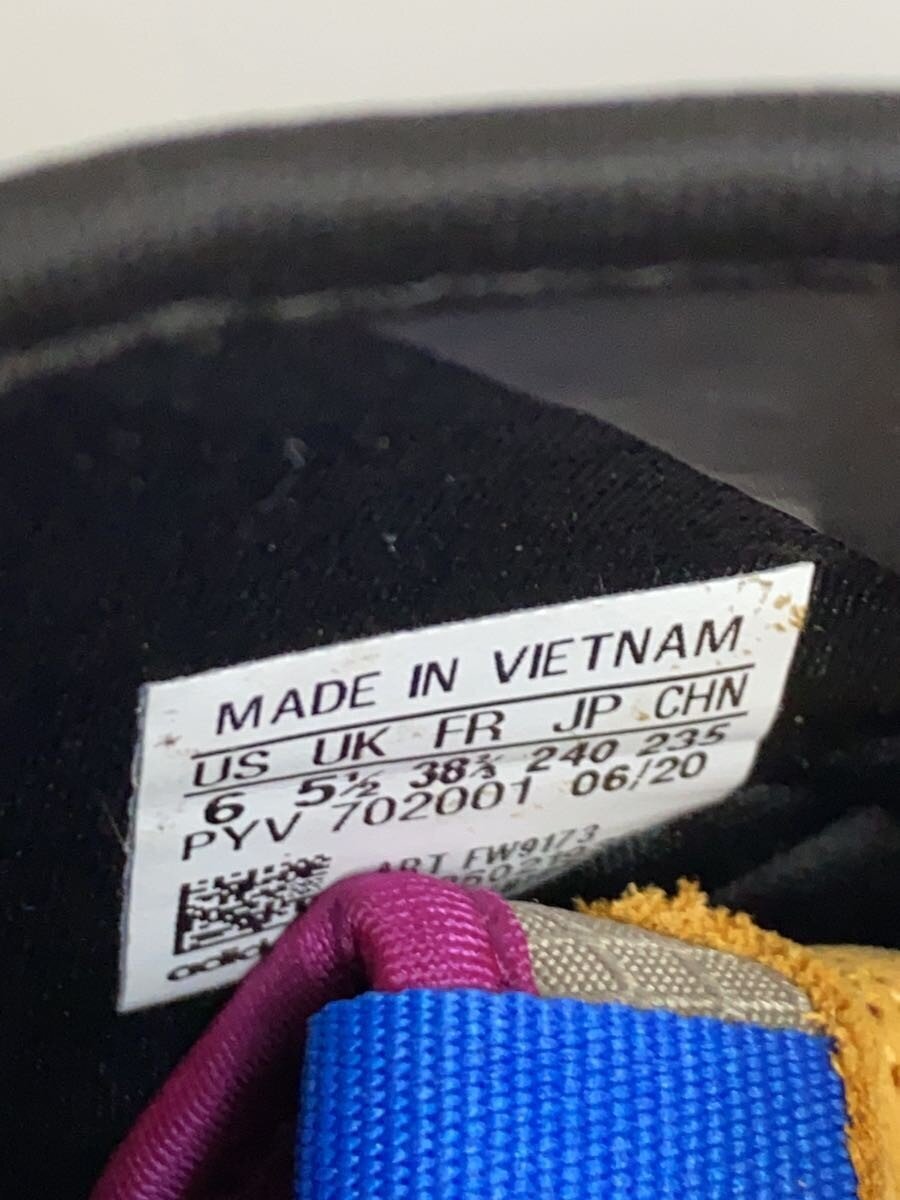 MADE IN VIETNAM
US UK FR JP CHN
6 5½ 38⅔ 240 235
PYV 702001 06/20
ART FW9173